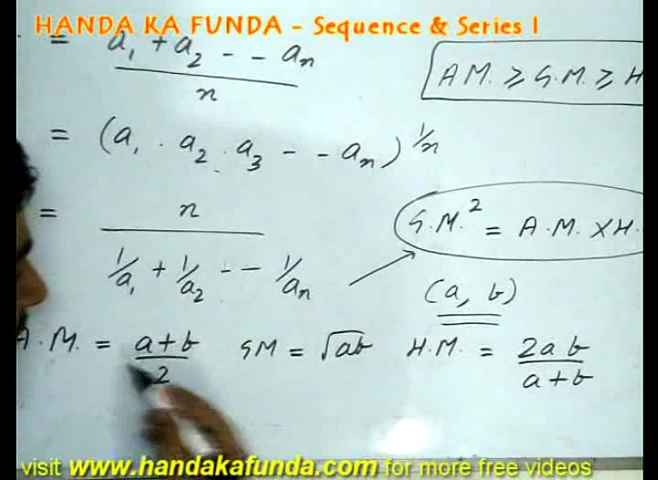 HANDA KA FUNDA - Sequence & Series 1
= a₁ + a₂ - - aₙ / n
A M. ≥ G.M. ≥ H
= (a₁ . a₂ . a₃ - - aₙ)^1/n
= n / (1/a₁ + 1/a₂ - - 1/aₙ)
G.M.² = A.M. X H.
(a, b)
A.M. = a+b / 2 GM = √ab H.M. = 2ab / a+b
visit www.handakafunda.com for more free videos